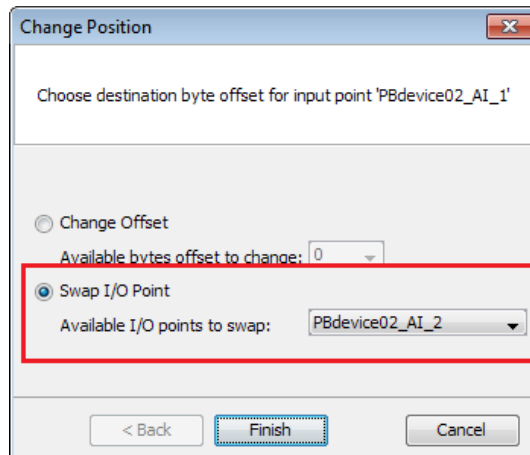 Change Position
Choose destination byte offset for input point 'PBdevice02_AI_1'
Change Offset
Available bytes offset to change: 0
Swap I/O Point
Available I/O points to swap: PBdevice02_AI_2
< Back Finish Cancel